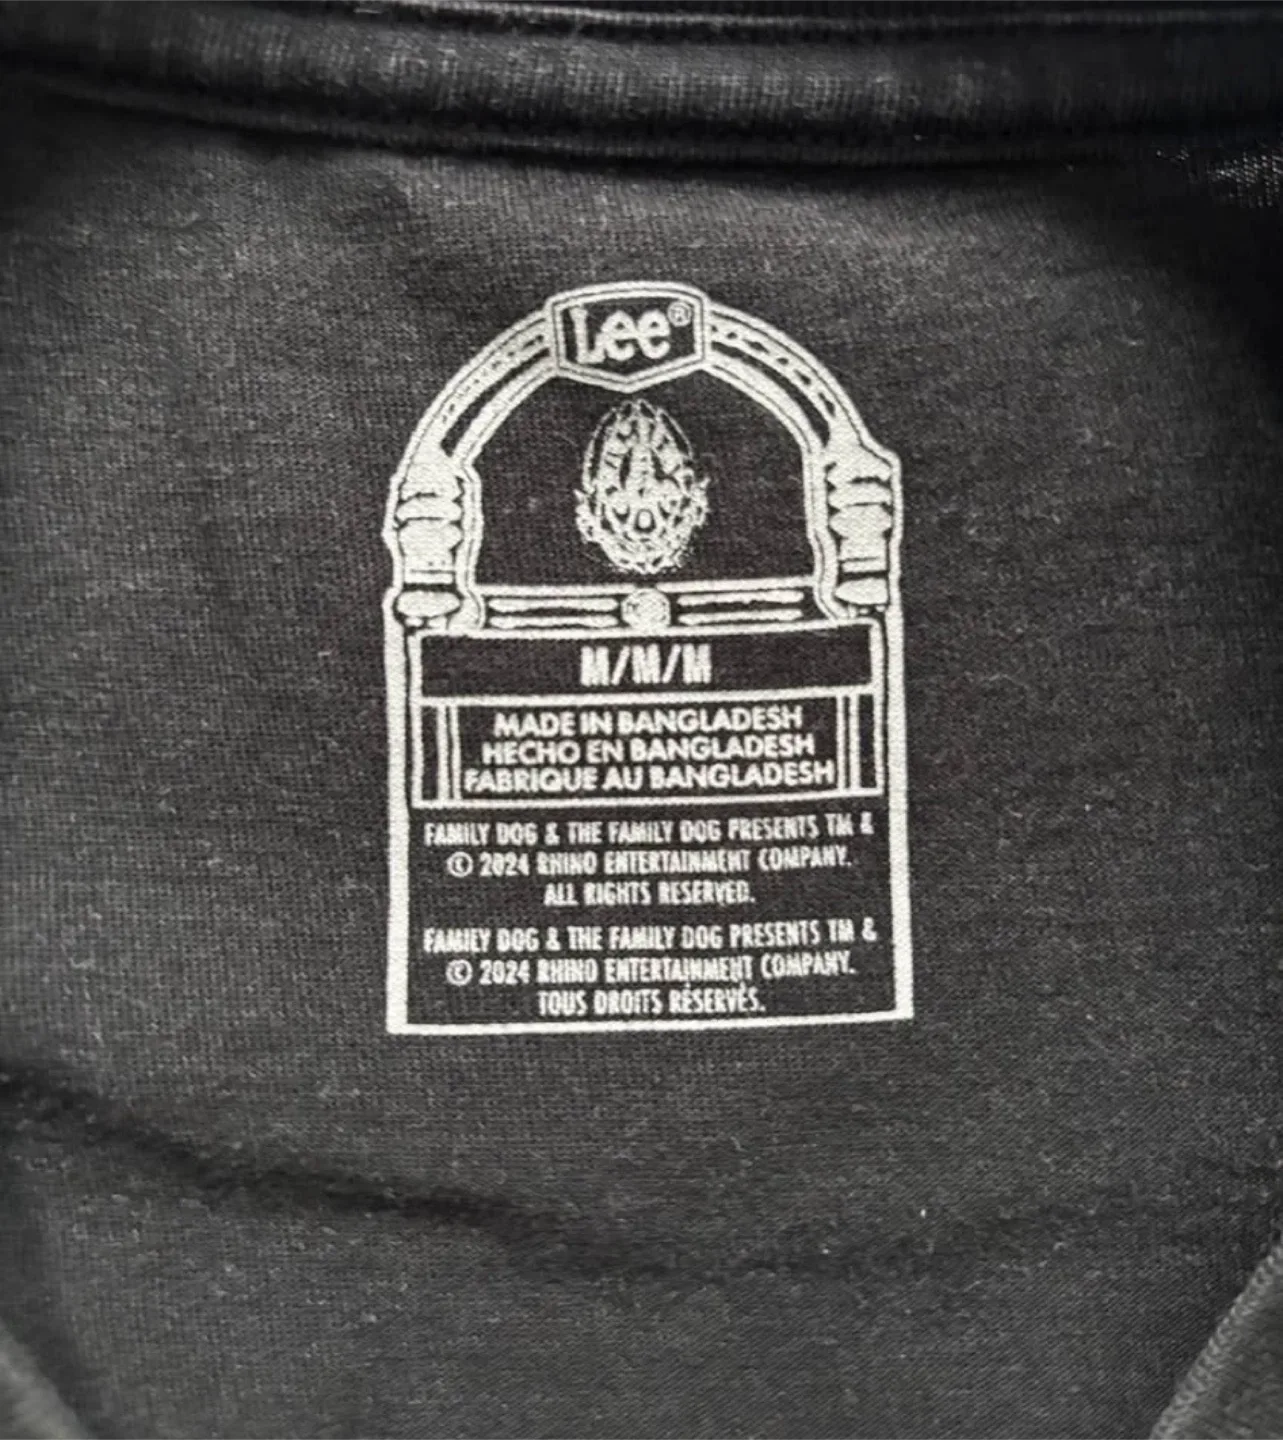 Lee®
M/M/M
MADE IN BANGLADESH
HECHO EN BANGLADESH
FABRIQUE AU BANGLADESH
FAMILY DOG & THE FAMILY DOG PRESENTS TM &
© 2024 RHINO ENTERTAINMENT COMPANY.
ALL RIGHTS RESERVED.
FAMILY DOG & THE FAMILY DOG PRESENTS TM &
© 2024 RHINO ENTERTAINMENT COMPANY.
TOUS DROITS RÉSERVÉS.